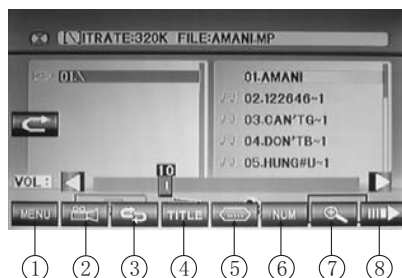 [\]ITRATE:320K FILE:AMANI.MP
01.\
01.AMANI
02.122646~1
03.CAN'TG~1
04.DON'TB~1
05.HUNG#U~1
10
VOL:
MENU
TITLE
NUM
1
2
3
4
5
6
7
8